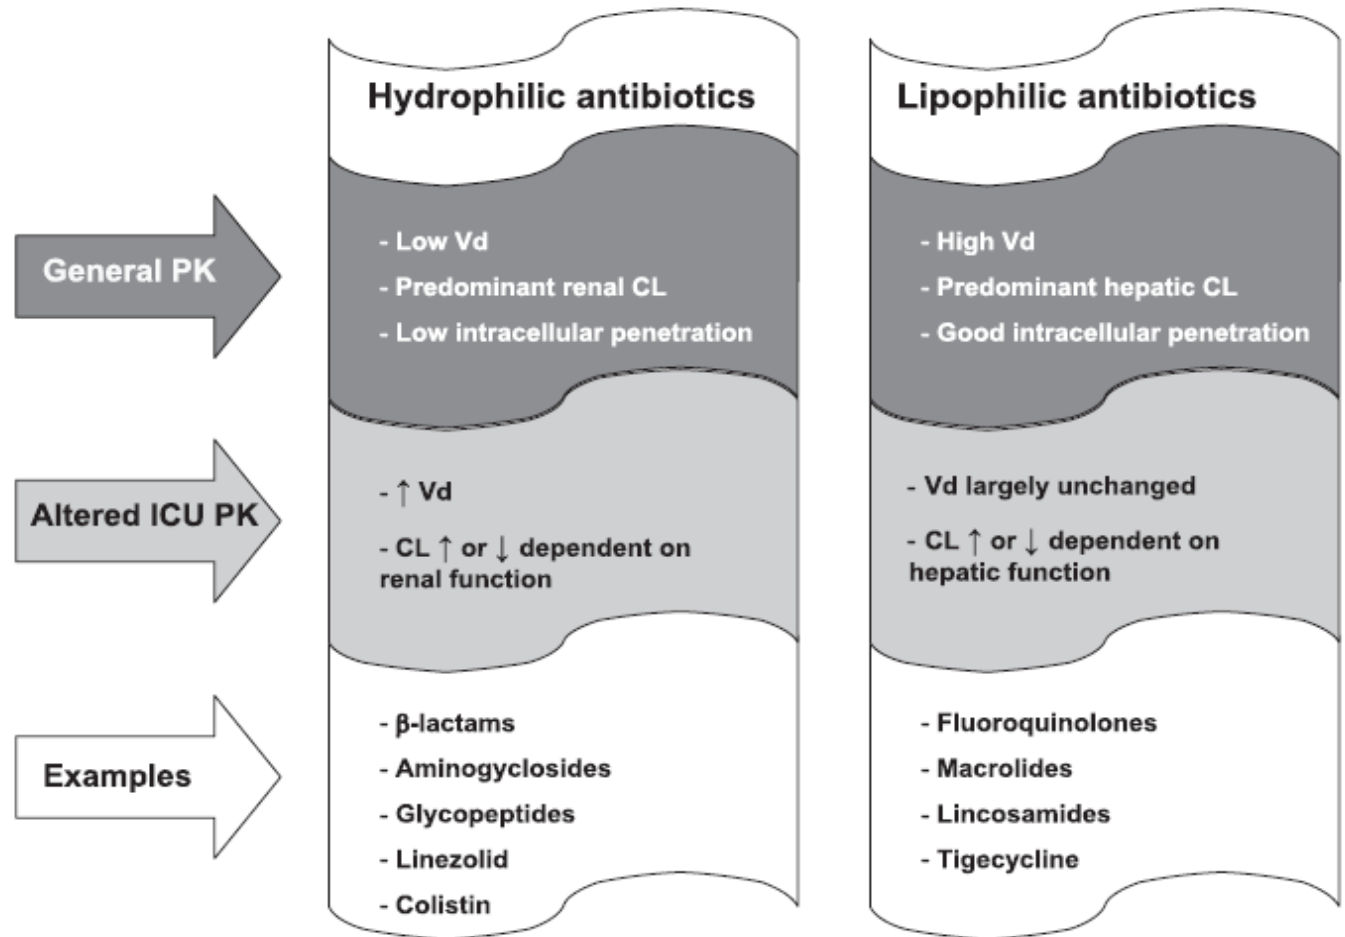 Hydrophilic antibiotics
Lipophilic antibiotics
General PK
- Low Vd
- Predominant renal CL
- Low intracellular penetration
- High Vd
- Predominant hepatic CL
- Good intracellular penetration
Altered ICU PK
- ↑ Vd
- CL ↑ or ↓ dependent on
renal function
- Vd largely unchanged
- CL ↑ or ↓ dependent on
hepatic function
Examples
- β-lactams
- Aminogyclosides
- Glycopeptides
- Linezolid
- Colistin
- Fluoroquinolones
- Macrolides
- Lincosamides
- Tigecycline